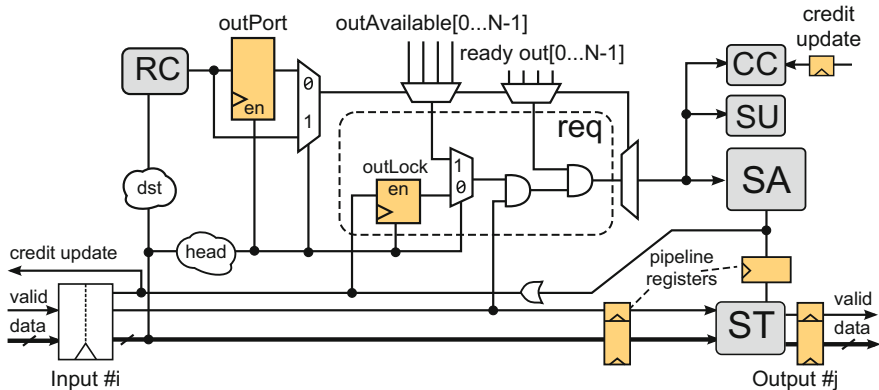 outPort
outAvailable[0...N-1]
credit
update
ready out[0...N-1]
RC
0
1
en
CC
req
SU
outLock
en
1
0
SA
dst
head
credit update
pipeline
registers
valid
data
ST
valid
data
Input #i
Output #j